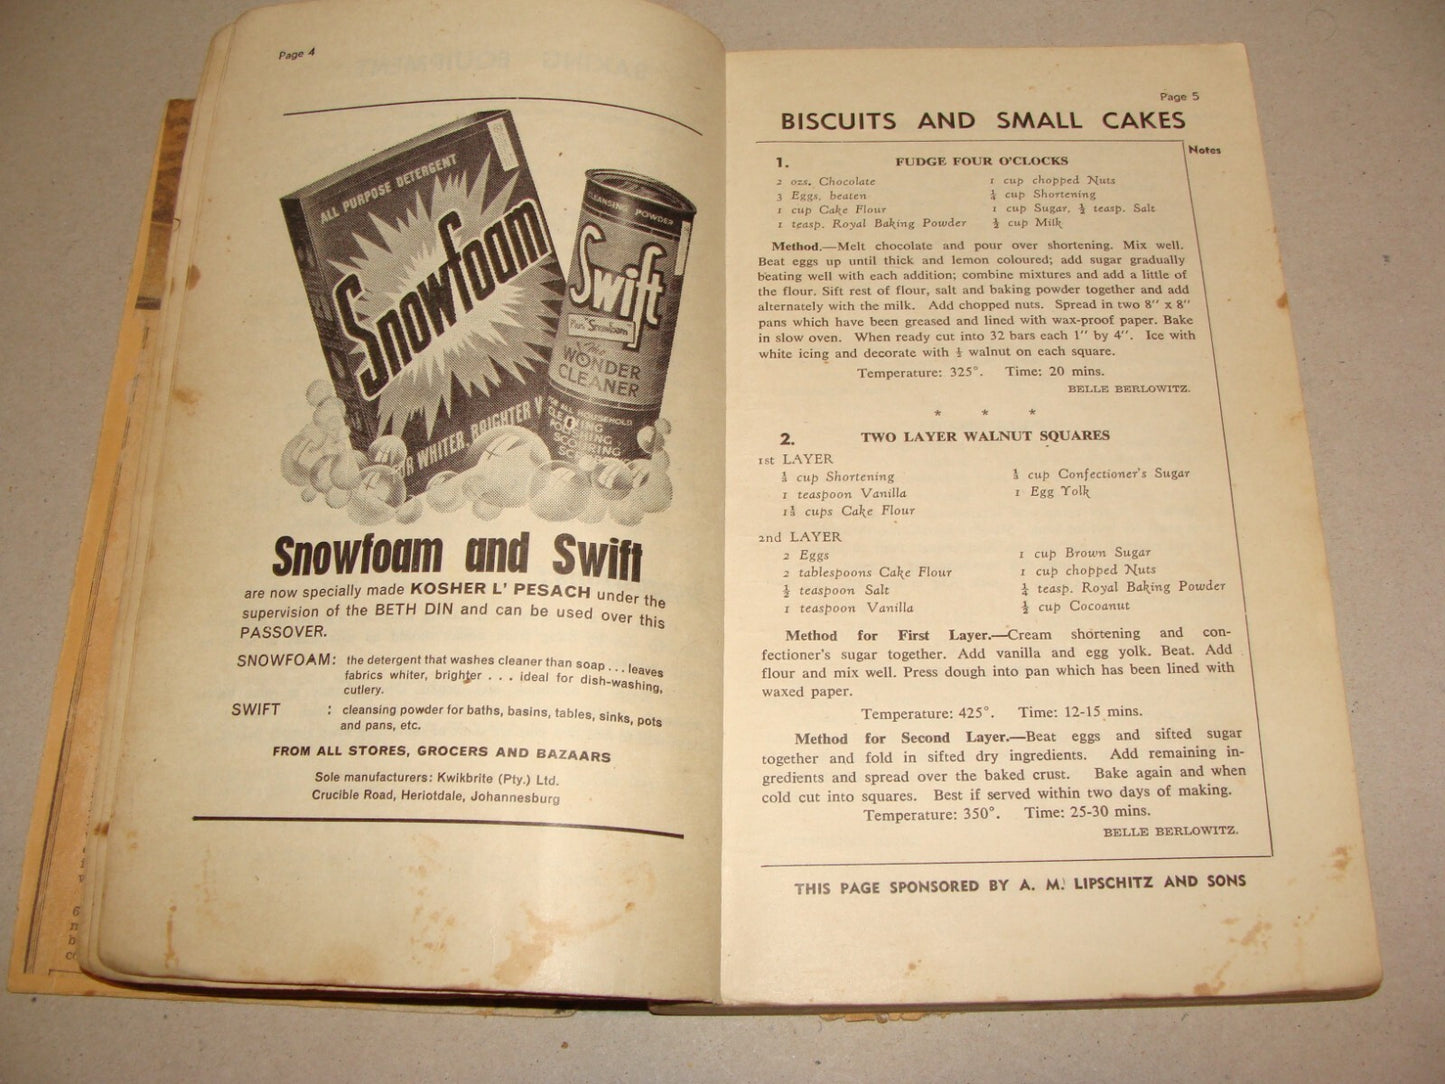 Page 4
ALL PURPOSE DETERGENT
Snowfoam
WHITER, BRIGHTER
CLEANSING POWDER
Swift
The
WONDER
CLEANER
ALL HOUSEHOLD
POLISHING
SCOURING
Snowfoam and Swift
are now specially made KOSHER L' PESACH under the
supervision of the BETH DIN and can be used over this
PASSOVER.
SNOWFOAM: the detergent that washes cleaner than soap . . . leaves
fabrics whiter, brighter . . . ideal for dish-washing,
cutlery.
SWIFT : cleansing powder for baths, basins, tables, sinks, pots
and pans, etc.
FROM ALL STORES, GROCERS AND BAZAARS
Sole manufacturers: Kwikbrite (Pty.) Ltd.
Crucible Road, Heriotdale, Johannesburg
Page 5
BISCUITS AND SMALL CAKES
Notes
1. FUDGE FOUR O'CLOCKS
2 ozs. Chocolate
3 Eggs, beaten
1 cup Cake Flour
1 teasp. Royal Baking Powder
1 cup chopped Nuts
¼ cup Shortening
1 cup Sugar, ½ teasp. Salt
½ cup Milk
Method.—Melt chocolate and pour over shortening. Mix well.
Beat eggs up until thick and lemon coloured; add sugar gradually
beating well with each addition; combine mixtures and add a little of
the flour. Sift rest of flour, salt and baking powder together and add
alternately with the milk. Add chopped nuts. Spread in two 8" x 8"
pans which have been greased and lined with wax-proof paper. Bake
in slow oven. When ready cut into 32 bars each 1" by 4". Ice with
white icing and decorate with ½ walnut on each square.
Temperature: 325°. Time: 20 mins.
BELLE BERLOWITZ.
* * *
2. TWO LAYER WALNUT SQUARES
1st LAYER
cup Shortening
1 teaspoon Vanilla
cups Cake Flour
cup Confectioner's Sugar
1 Egg Yolk
2nd LAYER
2 Eggs
2 tablespoons Cake Flour
½ teaspoon Salt
1 teaspoon Vanilla
1 cup Brown Sugar
1 cup chopped Nuts
¼ teasp. Royal Baking Powder
½ cup Cocoanut
Method for First Layer.—Cream shortening and con-
fectioner's sugar together. Add vanilla and egg yolk. Beat. Add
flour and mix well. Press dough into pan which has been lined with
waxed paper.
Temperature: 425°. Time: 12-15 mins.
Method for Second Layer.—Beat eggs and sifted sugar
together and fold in sifted dry ingredients. Add remaining in-
gredients and spread over the baked crust. Bake again and when
cold cut into squares. Best if served within two days of making.
Temperature: 350°. Time: 25-30 mins.
BELLE BERLOWITZ.
THIS PAGE SPONSORED BY A. M. LIPSCHITZ AND SONS